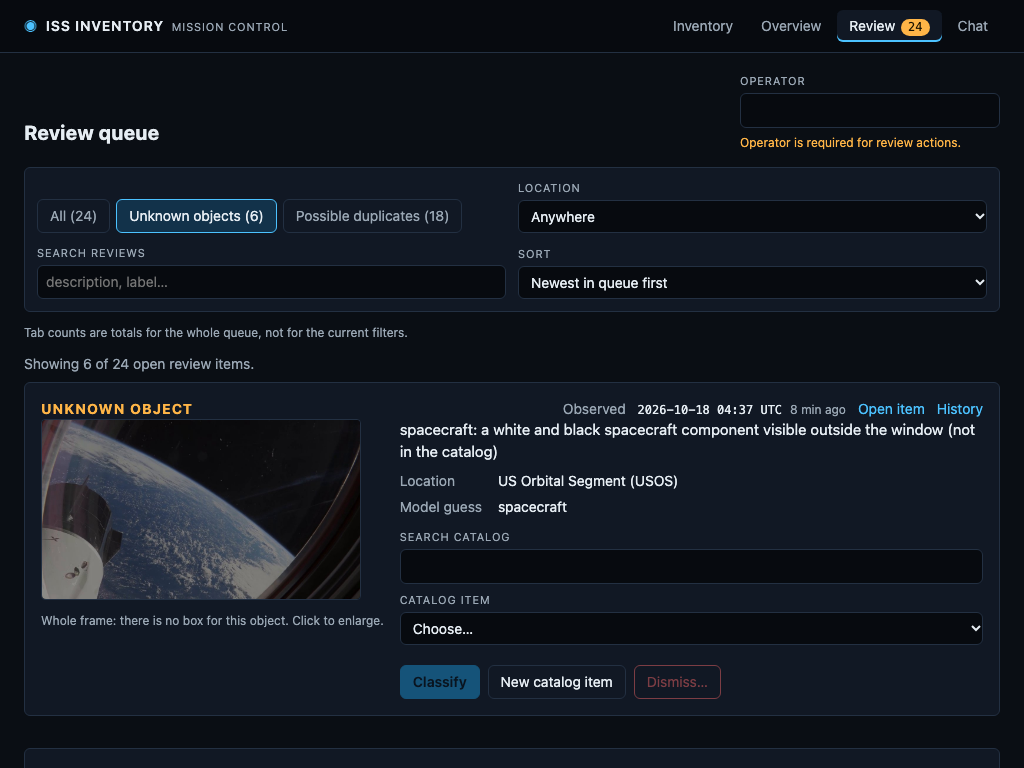 ISS INVENTORY MISSION CONTROL
Inventory Overview Review 24 Chat
OPERATOR
Review queue
Operator is required for review actions.
LOCATION
All (24) Unknown objects (6) Possible duplicates (18) Anywhere
SEARCH REVIEWS SORT
description, label... Newest in queue first
Tab counts are totals for the whole queue, not for the current filters.
Showing 6 of 24 open review items.
UNKNOWN OBJECT
Observed 2026-10-18 04:37 UTC 8 min ago Open item History
spacecraft: a white and black spacecraft component visible outside the window (not
in the catalog)
Location US Orbital Segment (USOS)
Model guess spacecraft
SEARCH CATALOG
CATALOG ITEM
Whole frame: there is no box for this object. Click to enlarge.
Choose...
Classify New catalog item Dismiss...